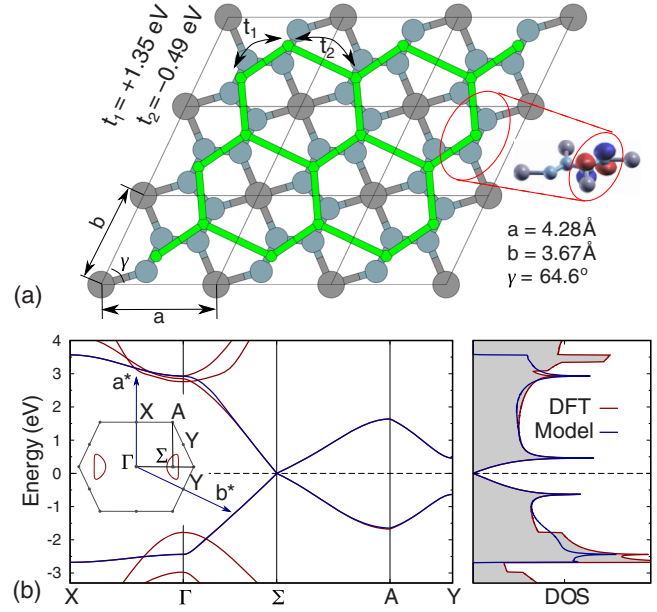 (a)
t₁ = +1.35 eV
t₂ = −0.49 eV
t₁
t₂
b
γ
a
a = 4.28Å
b = 3.67Å
γ = 64.6°
(b)
Energy (eV)
4
3
2
1
0
-1
-2
-3
a*
X
A
Y
Γ
Σ
Y
b*
X
Γ
Σ
A
Y
DFT
Model
DOS